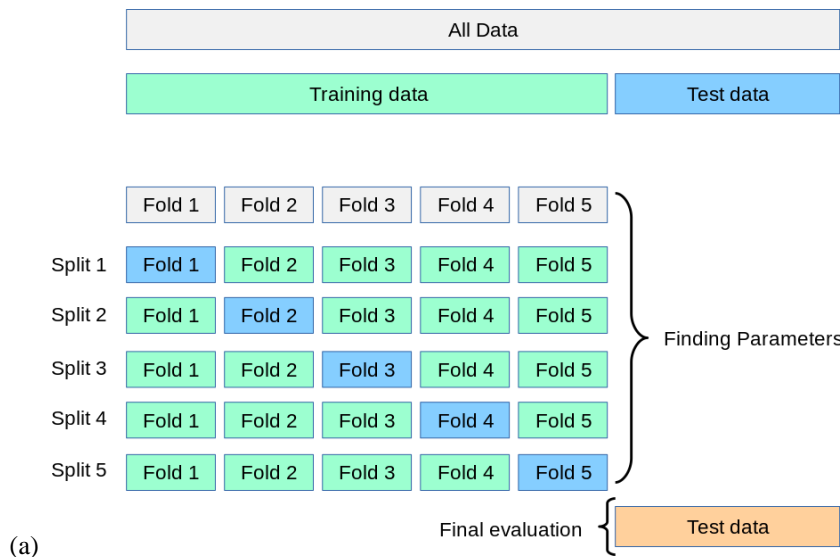 All Data
Training data Test data
Fold 1 Fold 2 Fold 3 Fold 4 Fold 5
Split 1 Fold 1 Fold 2 Fold 3 Fold 4 Fold 5
Split 2 Fold 1 Fold 2 Fold 3 Fold 4 Fold 5
Finding Parameters
Split 3 Fold 1 Fold 2 Fold 3 Fold 4 Fold 5
Split 4 Fold 1 Fold 2 Fold 3 Fold 4 Fold 5
Split 5 Fold 1 Fold 2 Fold 3 Fold 4 Fold 5
Final evaluation Test data
(a)